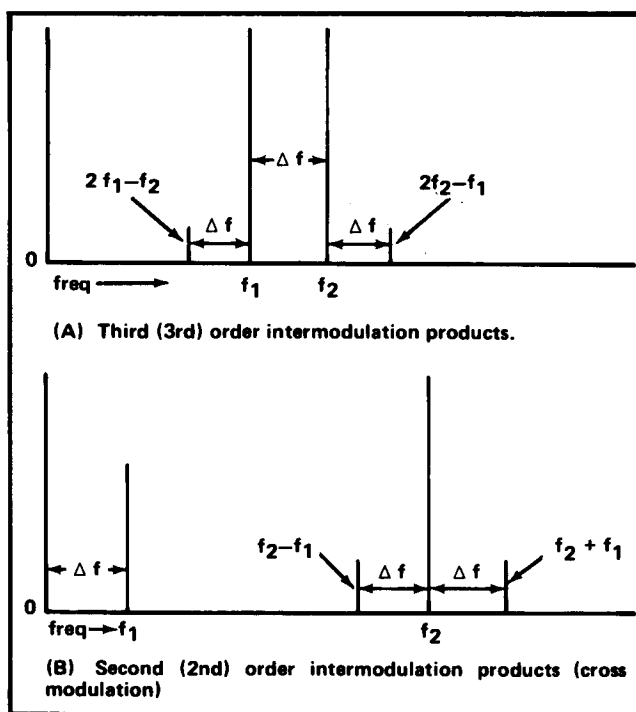 Δ f
2 f₁–f₂
2f₂–f₁
Δ f
Δ f
0
freq
f₁
f₂
(A) Third (3rd) order intermodulation products.
f₂–f₁
f₂ + f₁
Δ f
Δ f
Δ f
0
freq
f₁
f₂
(B) Second (2nd) order intermodulation products (cross
modulation)